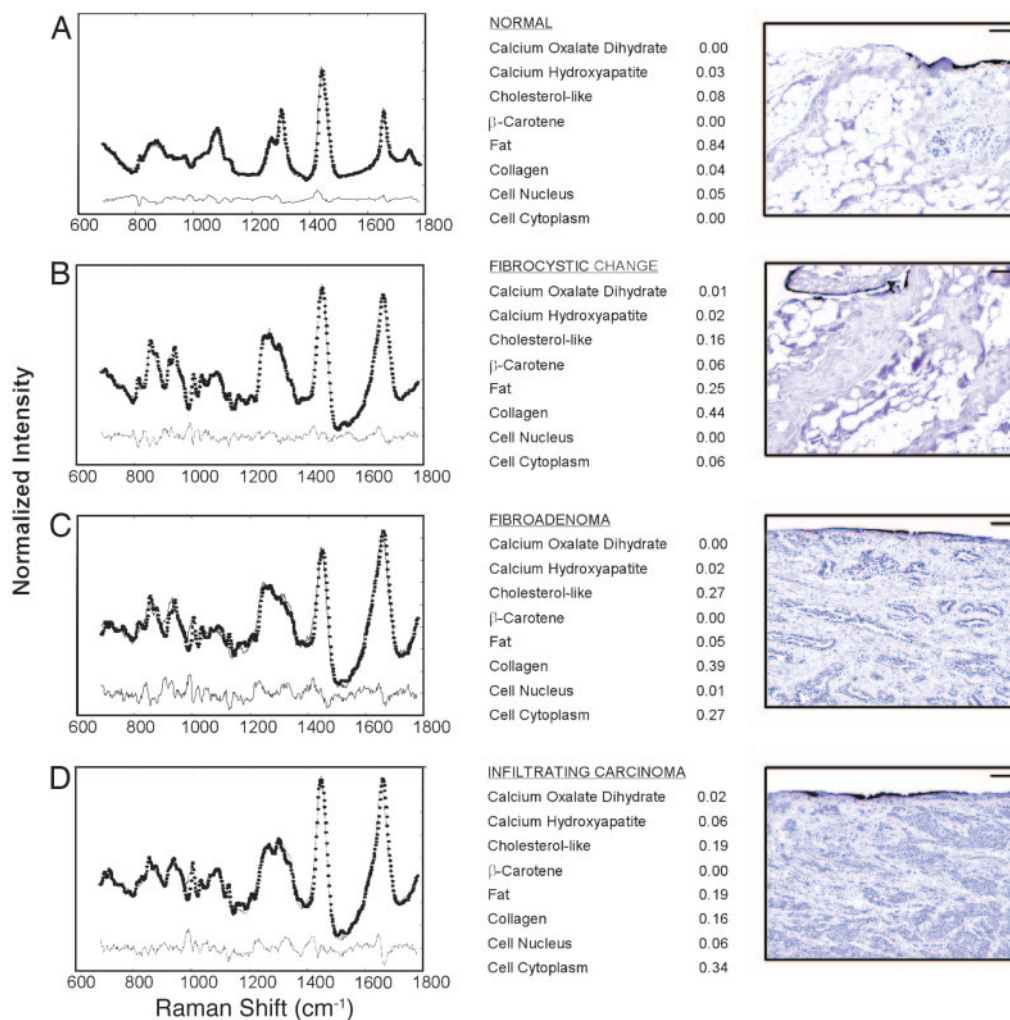 A
600 800 1000 1200 1400 1600 1800
NORMAL
Calcium Oxalate Dihydrate 0.00
Calcium Hydroxyapatite 0.03
Cholesterol-like 0.08
β-Carotene 0.00
Fat 0.84
Collagen 0.04
Cell Nucleus 0.05
Cell Cytoplasm 0.00
B
600 800 1000 1200 1400 1600 1800
FIBROCYSTIC CHANGE
Calcium Oxalate Dihydrate 0.01
Calcium Hydroxyapatite 0.02
Cholesterol-like 0.16
β-Carotene 0.06
Fat 0.25
Collagen 0.44
Cell Nucleus 0.00
Cell Cytoplasm 0.06
Normalized Intensity
C
600 800 1000 1200 1400 1600 1800
FIBROADENOMA
Calcium Oxalate Dihydrate 0.00
Calcium Hydroxyapatite 0.02
Cholesterol-like 0.27
β-Carotene 0.00
Fat 0.05
Collagen 0.39
Cell Nucleus 0.01
Cell Cytoplasm 0.27
D
600 800 1000 1200 1400 1600 1800
INFILTRATING CARCINOMA
Calcium Oxalate Dihydrate 0.02
Calcium Hydroxyapatite 0.06
Cholesterol-like 0.19
β-Carotene 0.00
Fat 0.19
Collagen 0.16
Cell Nucleus 0.06
Cell Cytoplasm 0.34
Raman Shift (cm⁻¹)